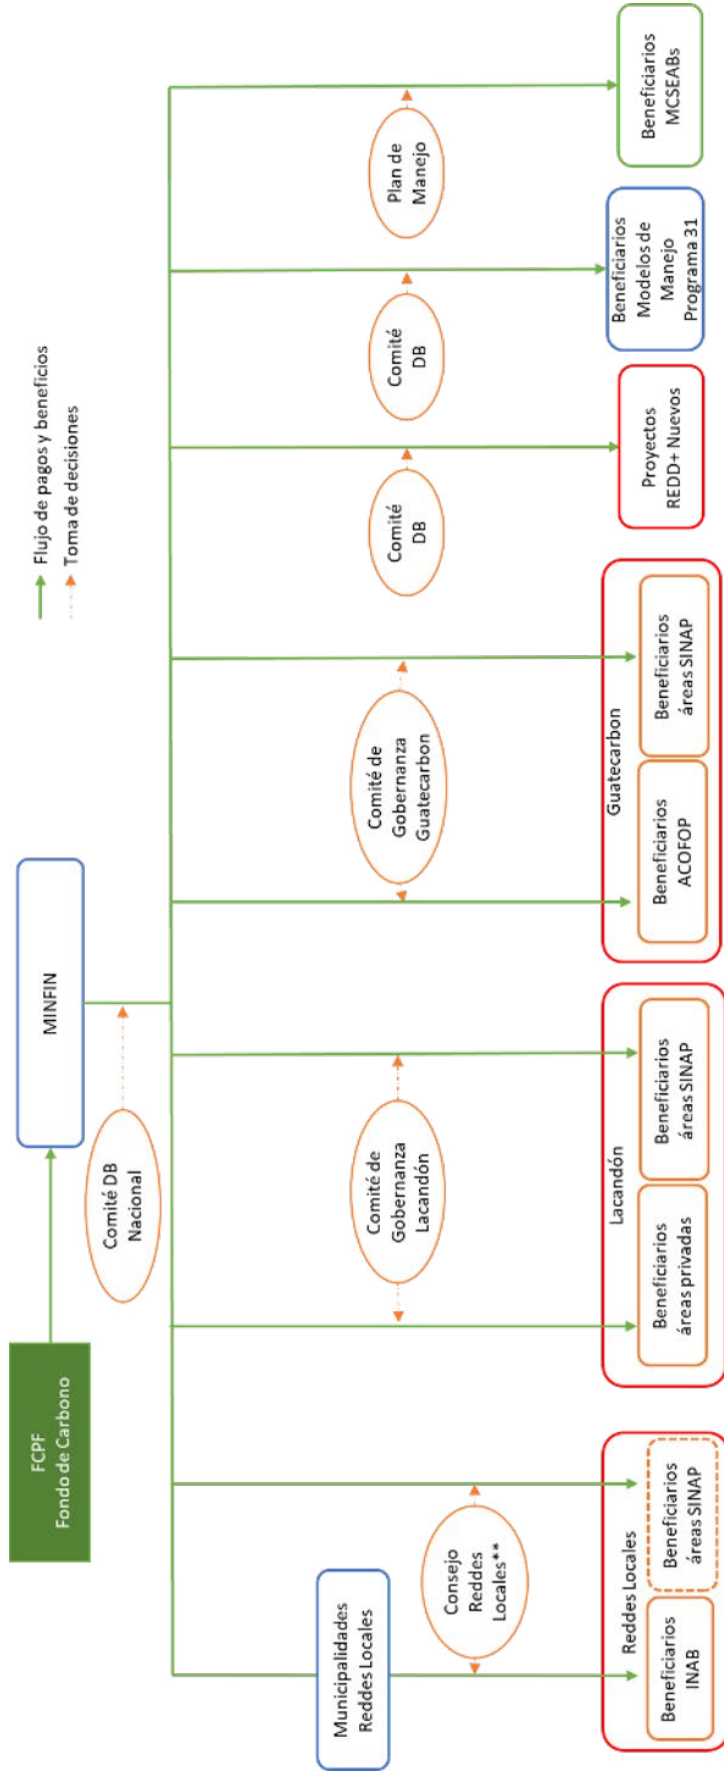 FCPF
Fondo de Carbono
MINFIN
Flujo de pagos y beneficios
Toma de decisiones
Comité DB
Nacional
Municipalidades
Reddes Locales
Consejo
Reddes
Locales**
Comité de
Gobernanza
Lacandón
Comité de
Gobernanza
Guatecarbon
Comité
DB
Comité
DB
Plan de
Manejo
Reddes Locales
Beneficiarios
INAB
Beneficiarios
áreas SINAP
Lacandón
Beneficiarios
áreas privadas
Beneficiarios
áreas SINAP
Guatecarbon
Beneficiarios
ACOFOP
Beneficiarios
áreas SINAP
Proyectos
REDD+ Nuevos
Beneficiarios
Modelos de
Manejo
Programa 31
Beneficiarios
MCSEABs